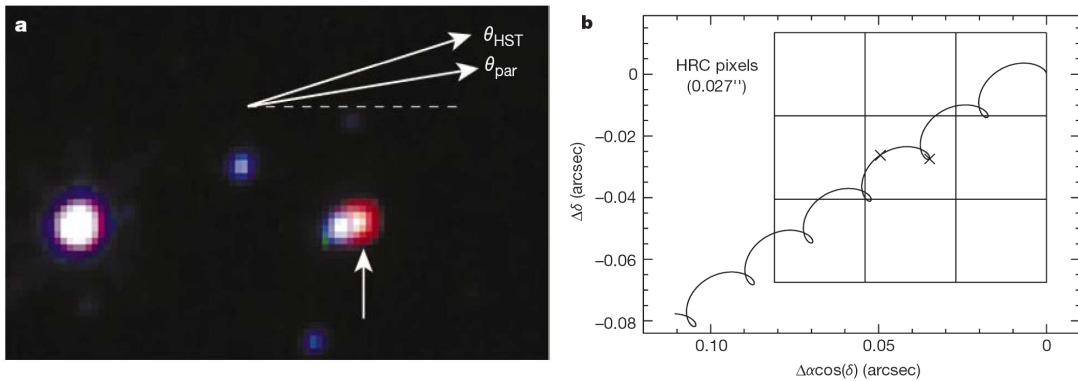 a
θHST
θpar
b
HRC pixels
(0.027'')
0
−0.02
−0.04
−0.06
−0.08
Δδ (arcsec)
0.10
0.05
0
Δαcos(δ) (arcsec)